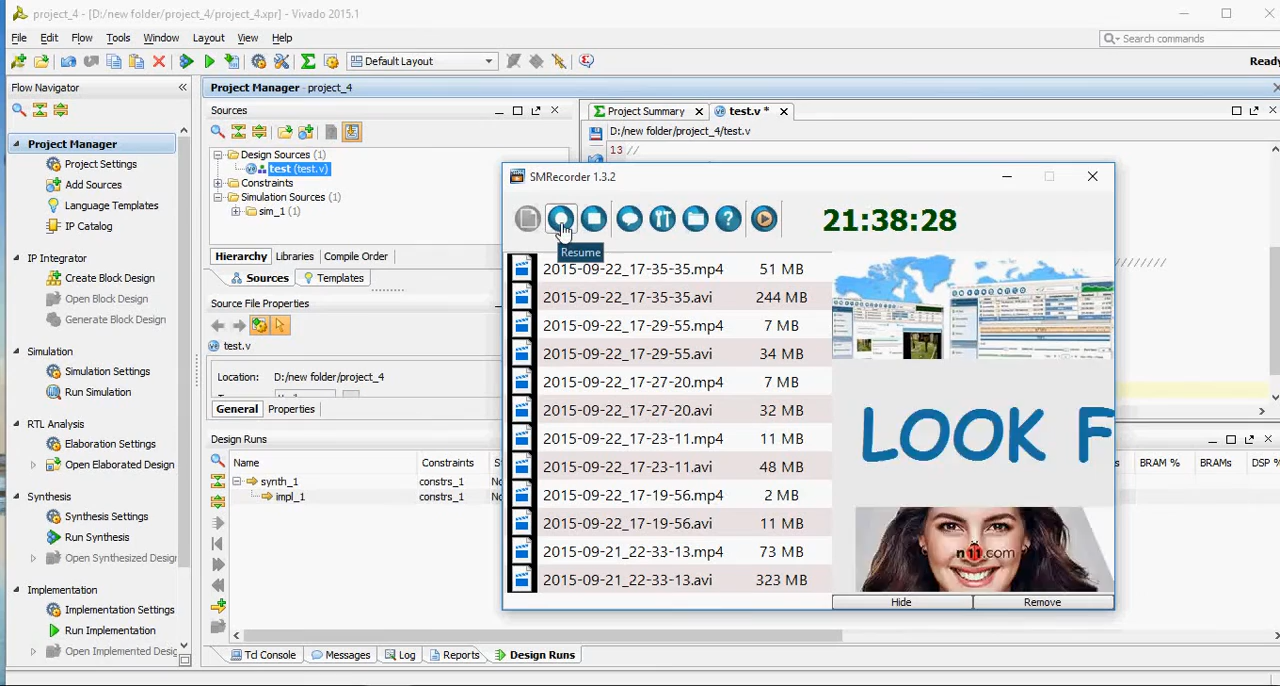 project_4 - [D:/new folder/project_4/project_4.xpr] - Vivado 2015.1
File Edit Flow Tools Window Layout View Help
Search commands
Default Layout
Ready
Flow Navigator
Project Manager
Project Settings
Add Sources
Language Templates
IP Catalog
IP Integrator
Create Block Design
Open Block Design
Generate Block Design
Simulation
Simulation Settings
Run Simulation
RTL Analysis
Elaboration Settings
Open Elaborated Design
Synthesis
Synthesis Settings
Run Synthesis
Open Synthesized Design
Implementation
Implementation Settings
Run Implementation
Open Implemented Desig
Project Manager - project_4
Sources
Design Sources (1)
test (test.v)
Constraints
Simulation Sources (1)
sim_1 (1)
Hierarchy Libraries Compile Order
Sources Templates
Source File Properties
test.v
Location: D:/new folder/project_4
General Properties
Project Summary test.v *
D:/new folder/project_4/test.v
13 //
////////
Design Runs
Name Constraints
synth_1 constrs_1
impl_1 constrs_1
BRAM % BRAMs DSP %
Tcl Console Messages Log Reports Design Runs
SMRecorder 1.3.2
21:38:28
Resume
2015-09-22_17-35-35.mp4 51 MB
2015-09-22_17-35-35.avi 244 MB
2015-09-22_17-29-55.mp4 7 MB
2015-09-22_17-29-55.avi 34 MB
2015-09-22_17-27-20.mp4 7 MB
2015-09-22_17-27-20.avi 32 MB
2015-09-22_17-23-11.mp4 11 MB
2015-09-22_17-23-11.avi 48 MB
2015-09-22_17-19-56.mp4 2 MB
2015-09-22_17-19-56.avi 11 MB
2015-09-21_22-33-13.mp4 73 MB
2015-09-21_22-33-13.avi 323 MB
LOOK F
n11.com
Hide Remove